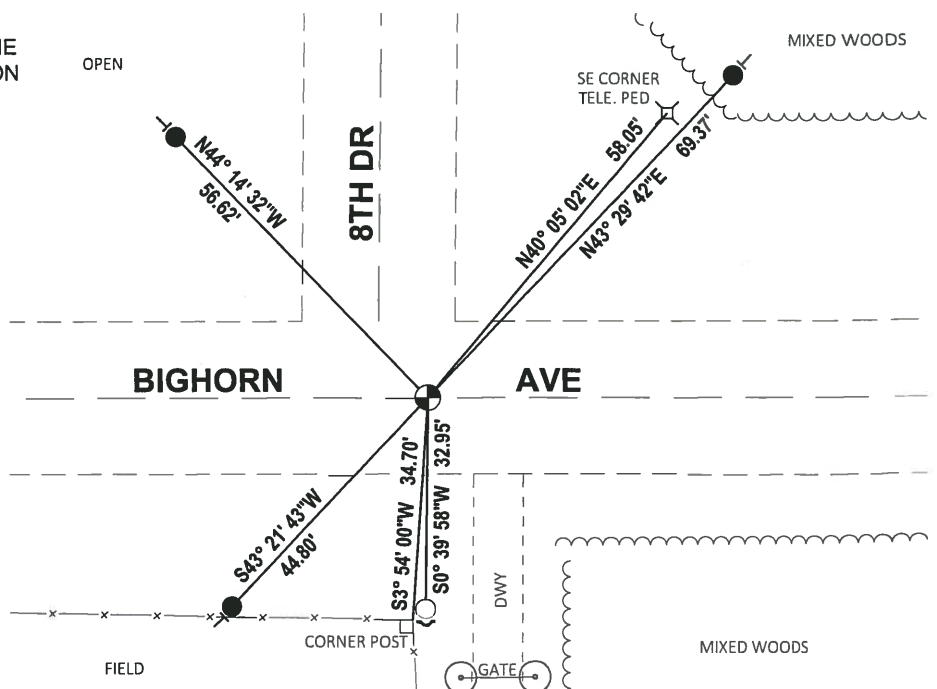 IE
ON
OPEN
MIXED WOODS
SE CORNER
TELE. PED
N44° 14' 32"W
56.62'
8TH DR
58.05'
N40° 05' 02"E
69.37'
N43° 29' 42"E
BIGHORN AVE
S43° 21' 43"W
44.80'
34.70'
S3° 54' 00"W
32.95'
S0° 39' 58"W
DWY
CORNER POST
GATE
FIELD
MIXED WOODS